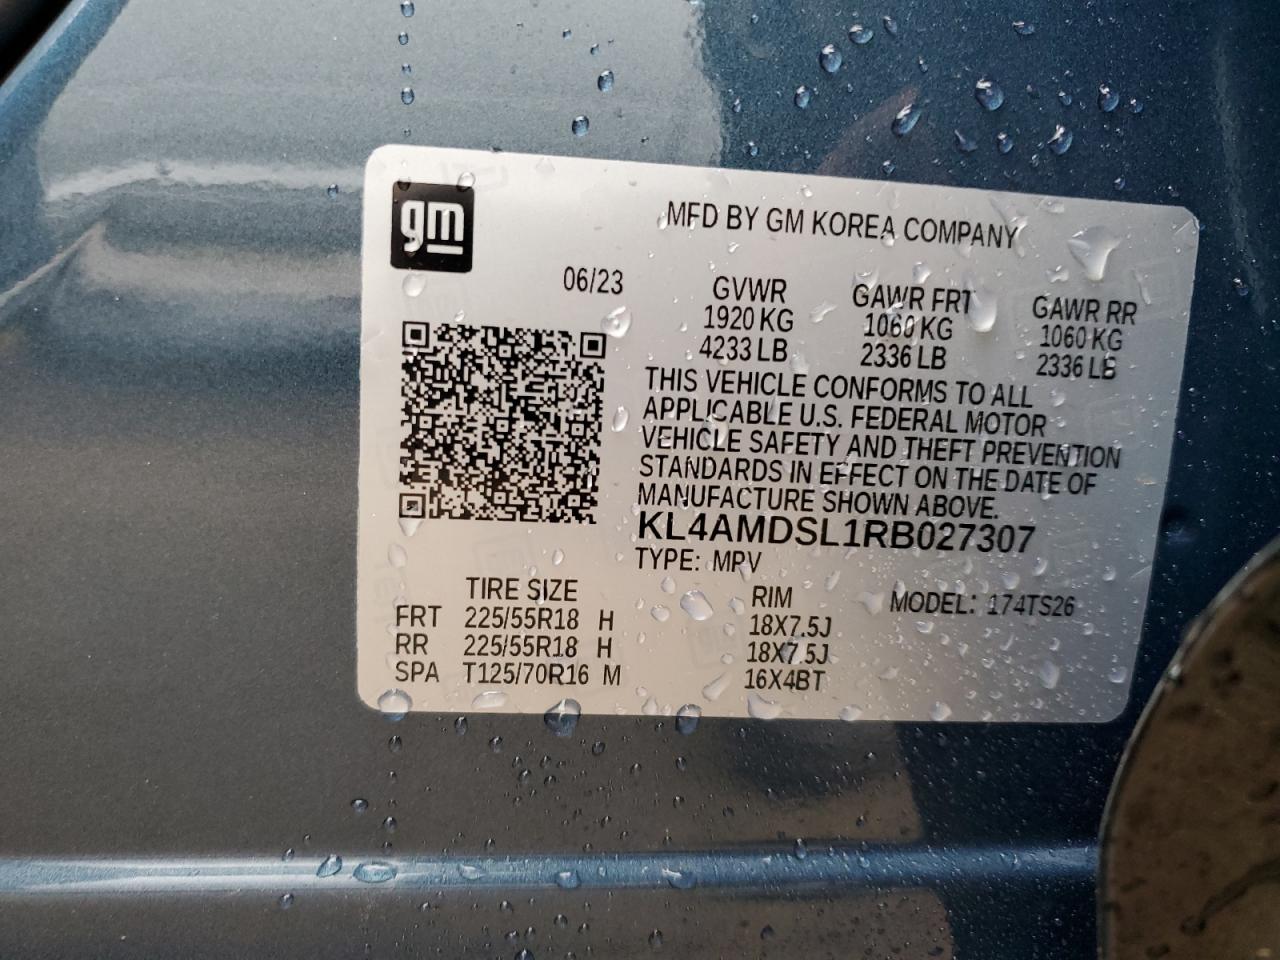 gm
MFD BY GM KOREA COMPANY
06/23 GVWR GAWR FRT GAWR RR
1920 KG 1060 KG 1060 KG
4233 LB 2336 LB 2336 LB
THIS VEHICLE CONFORMS TO ALL
APPLICABLE U.S. FEDERAL MOTOR
VEHICLE SAFETY AND THEFT PREVENTION
STANDARDS IN EFFECT ON THE DATE OF
MANUFACTURE SHOWN ABOVE.
KL4AMDSL1RB027307
TYPE: MPV
TIRE SIZE RIM MODEL: 174TS26
FRT 225/55R18 H 18X7.5J
RR 225/55R18 H 18X7.5J
SPA T125/70R16 M 16X4BT